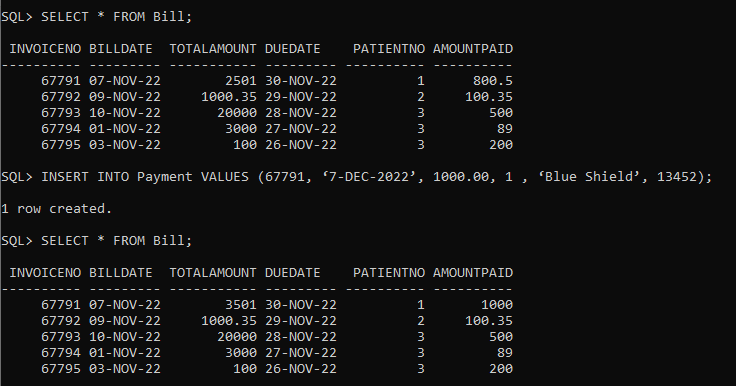 SQL> SELECT * FROM Bill;
INVOICENO BILLDATE TOTALAMOUNT DUEDATE PATIENTNO AMOUNTPAID
---------- --------- ----------- --------- ---------- ----------
67791 07-NOV-22 2501 30-NOV-22 1 800.5
67792 09-NOV-22 1000.35 29-NOV-22 2 100.35
67793 10-NOV-22 20000 28-NOV-22 3 500
67794 01-NOV-22 3000 27-NOV-22 3 89
67795 03-NOV-22 100 26-NOV-22 3 200
SQL> INSERT INTO Payment VALUES (67791, ‘7-DEC-2022’, 1000.00, 1 , ‘Blue Shield’, 13452);
1 row created.
SQL> SELECT * FROM Bill;
INVOICENO BILLDATE TOTALAMOUNT DUEDATE PATIENTNO AMOUNTPAID
---------- --------- ----------- --------- ---------- ----------
67791 07-NOV-22 3501 30-NOV-22 1 1000
67792 09-NOV-22 1000.35 29-NOV-22 2 100.35
67793 10-NOV-22 20000 28-NOV-22 3 500
67794 01-NOV-22 3000 27-NOV-22 3 89
67795 03-NOV-22 100 26-NOV-22 3 200